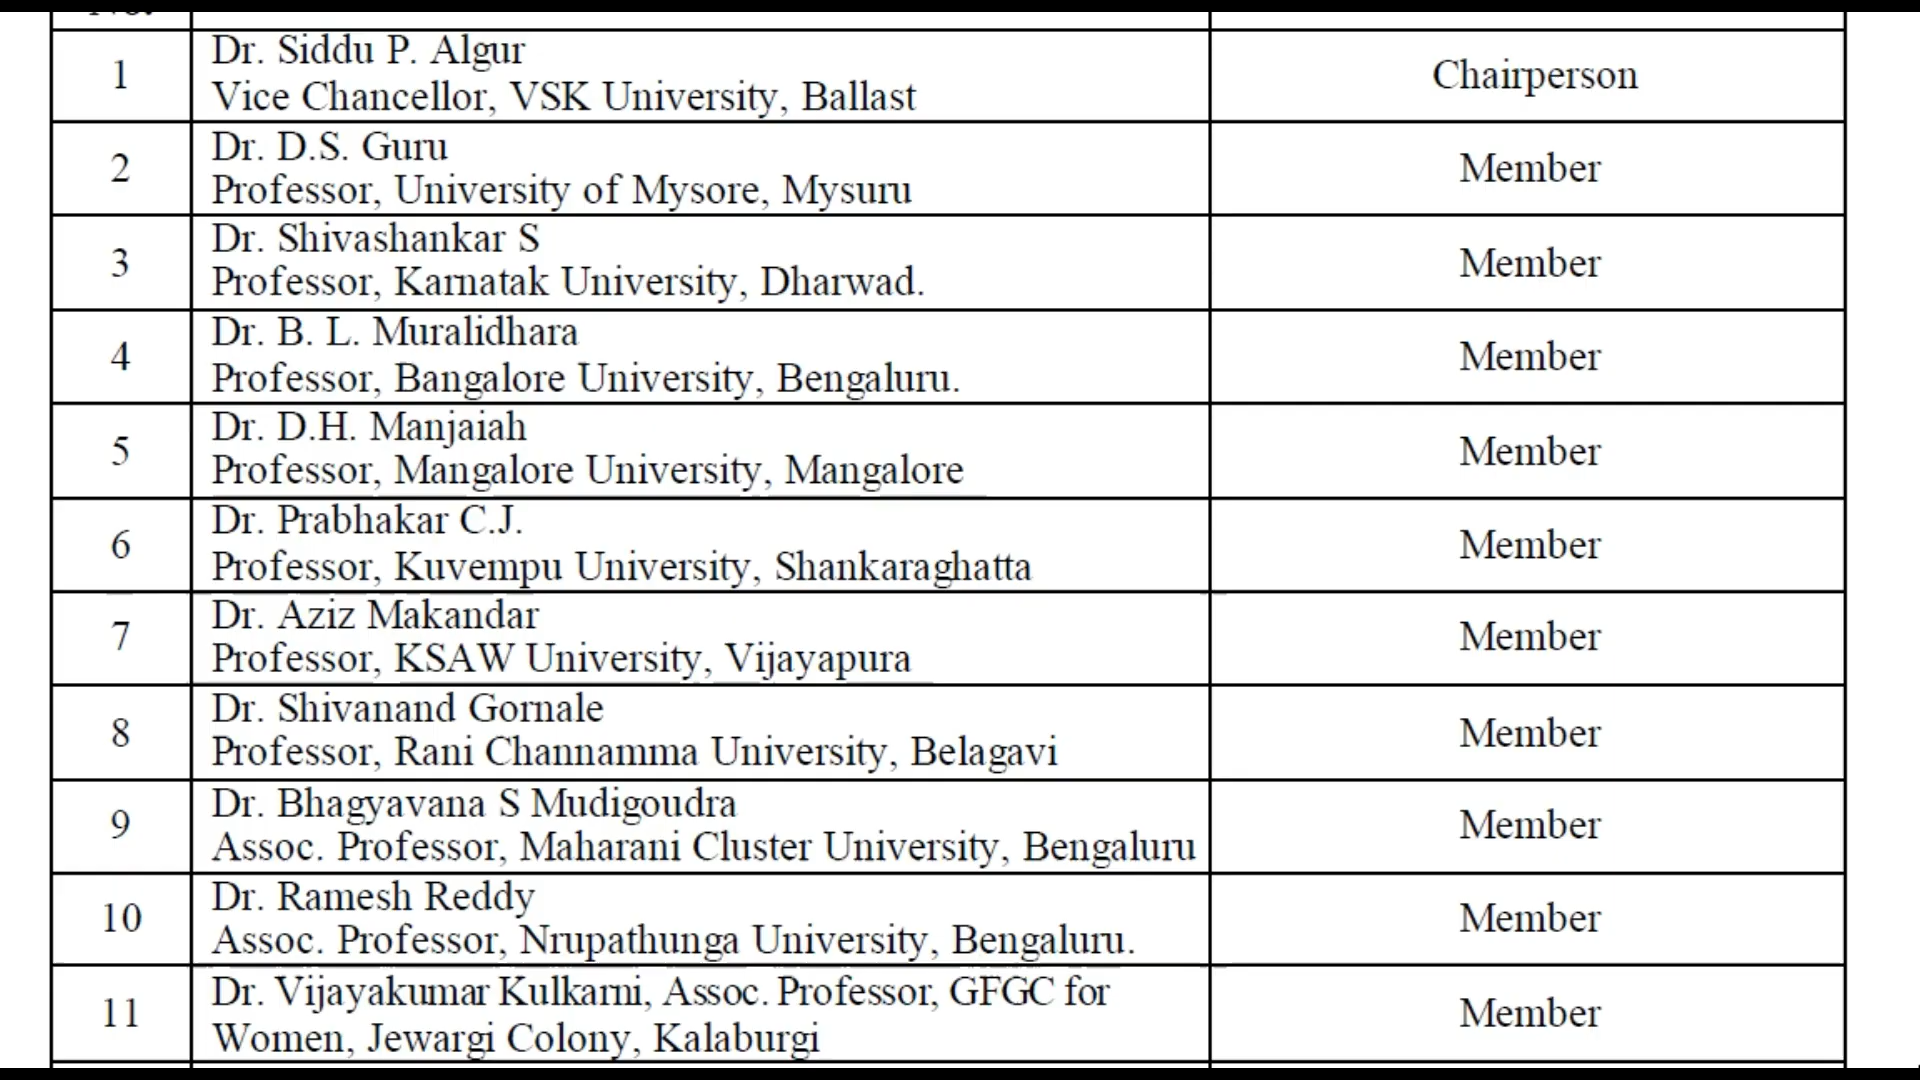 No.
1
Dr. Siddu P. Algur
Vice Chancellor, VSK University, Ballast
Chairperson
2
Dr. D.S. Guru
Professor, University of Mysore, Mysuru
Member
3
Dr. Shivashankar S
Professor, Karnatak University, Dharwad.
Member
4
Dr. B. L. Muralidhara
Professor, Bangalore University, Bengaluru.
Member
5
Dr. D.H. Manjaiah
Professor, Mangalore University, Mangalore
Member
6
Dr. Prabhakar C.J.
Professor, Kuvempu University, Shankaraghatta
Member
7
Dr. Aziz Makandar
Professor, KSAW University, Vijayapura
Member
8
Dr. Shivanand Gornale
Professor, Rani Channamma University, Belagavi
Member
9
Dr. Bhagyavana S Mudigoudra
Assoc. Professor, Maharani Cluster University, Bengaluru
Member
10
Dr. Ramesh Reddy
Assoc. Professor, Nrupathunga University, Bengaluru.
Member
11
Dr. Vijayakumar Kulkarni, Assoc. Professor, GFGC for
Women, Jewargi Colony, Kalaburgi
Member